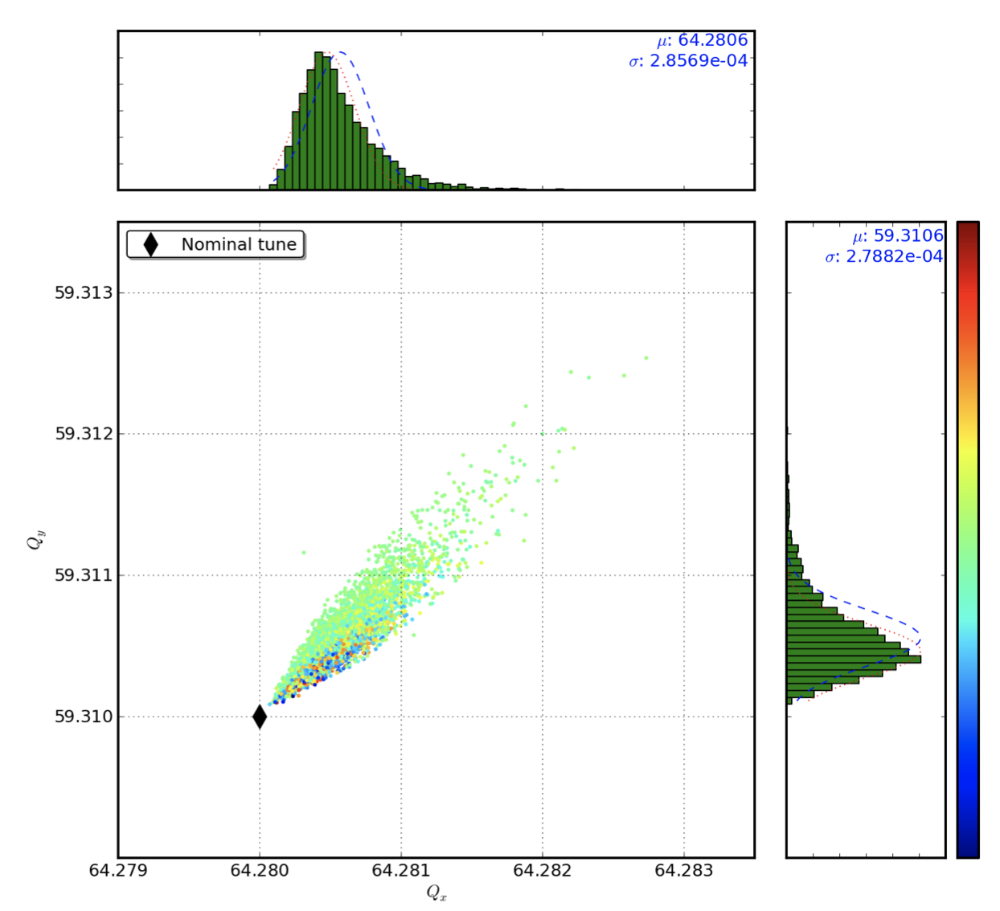 μ: 64.2806
σ: 2.8569e-04
Nominal tune
μ: 59.3106
σ: 2.7882e-04
59.313
59.312
59.311
59.310
Qy
64.279 64.280 64.281 64.282 64.283
Qx